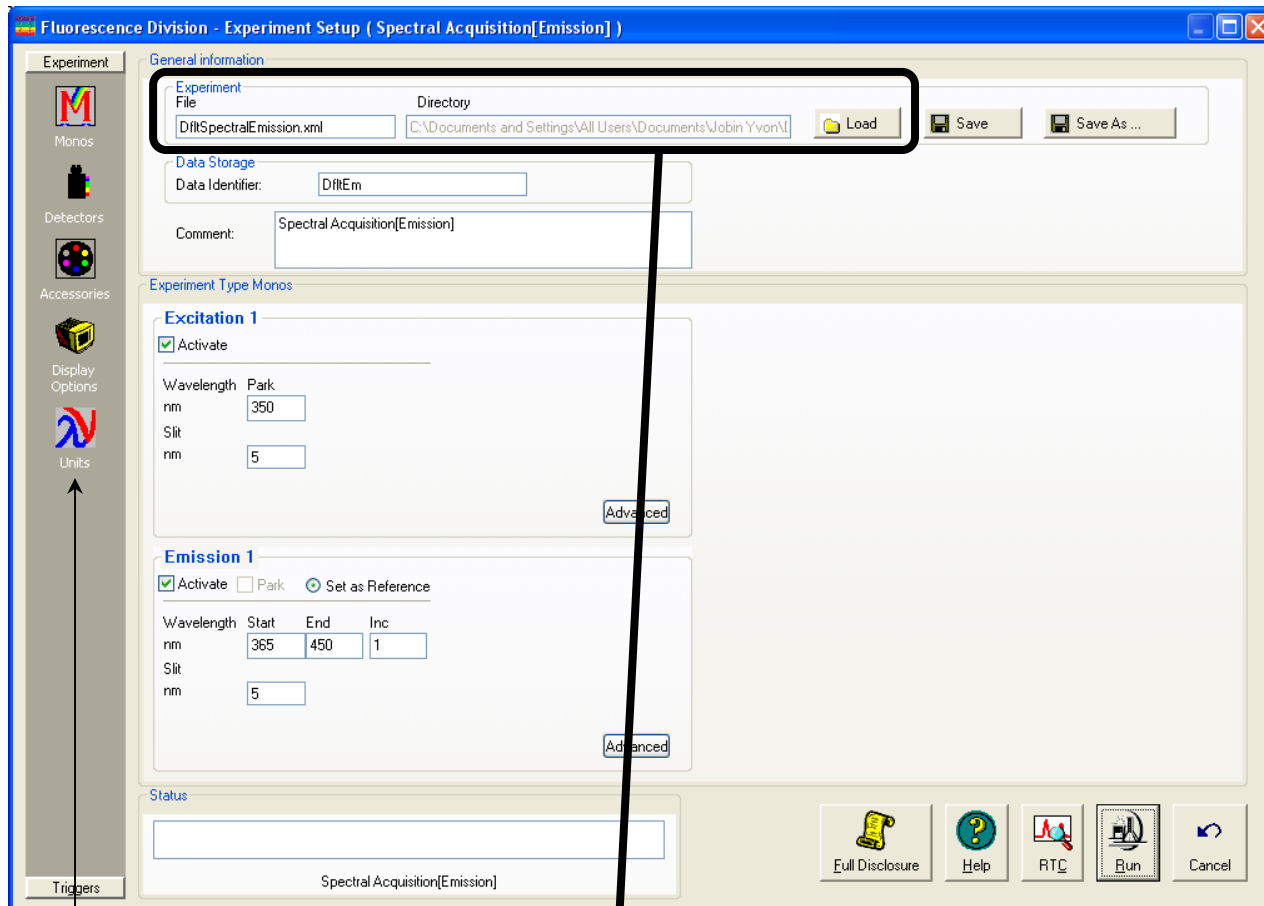 Fluorescence Division - Experiment Setup ( Spectral Acquisition[Emission] )
Experiment
Monos
Detectors
Accessories
Display
Options
Units
Triggers
General information
Experiment
File Directory
DfltSpectralEmission.xml C:\Documents and Settings\All Users\Documents\Jobin Yvon\D Load Save Save As ...
Data Storage
Data Identifier: DfltEm
Comment: Spectral Acquisition[Emission]
Experiment Type Monos
Excitation 1
Activate
Wavelength Park
nm 350
Slit
nm 5
Advanced
Emission 1
Activate Park Set as Reference
Wavelength Start End Inc
nm 365 450 1
Slit
nm 5
Advanced
Status
Spectral Acquisition[Emission]
Full Disclosure Help RTC Run Cancel